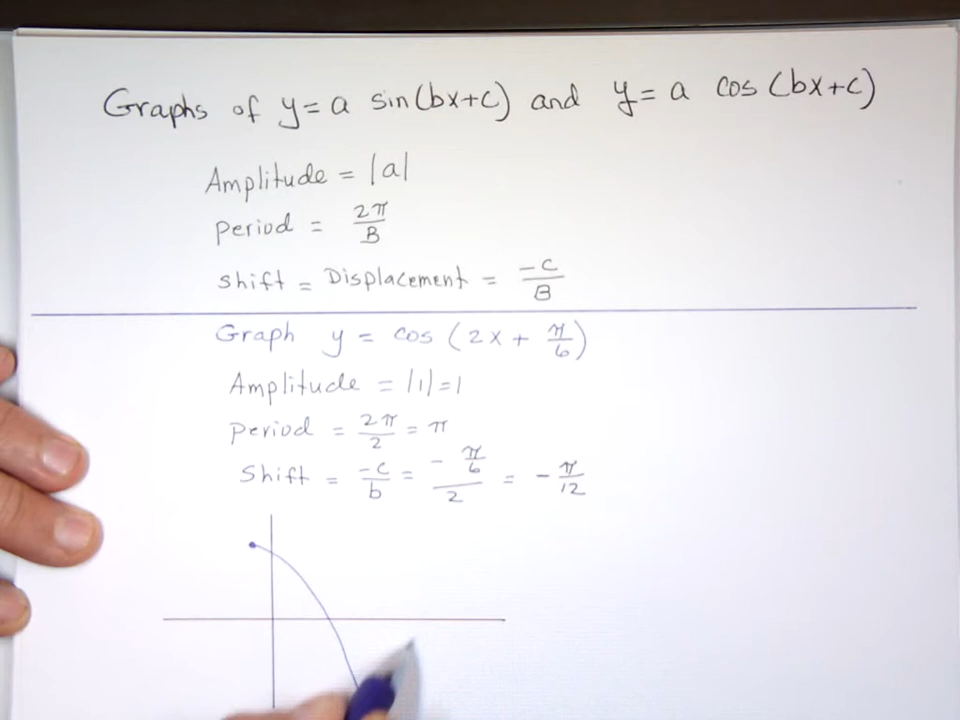 Graphs of y = a sin(bx+c) and y = a cos(bx+c)
Amplitude = |a|
Period = 2π/B
Shift = Displacement = -c/B
Graph y = cos(2x + π/6)
Amplitude = |1| = 1
Period = 2π/2 = π
Shift = -c/b = -π/6/2 = -π/12